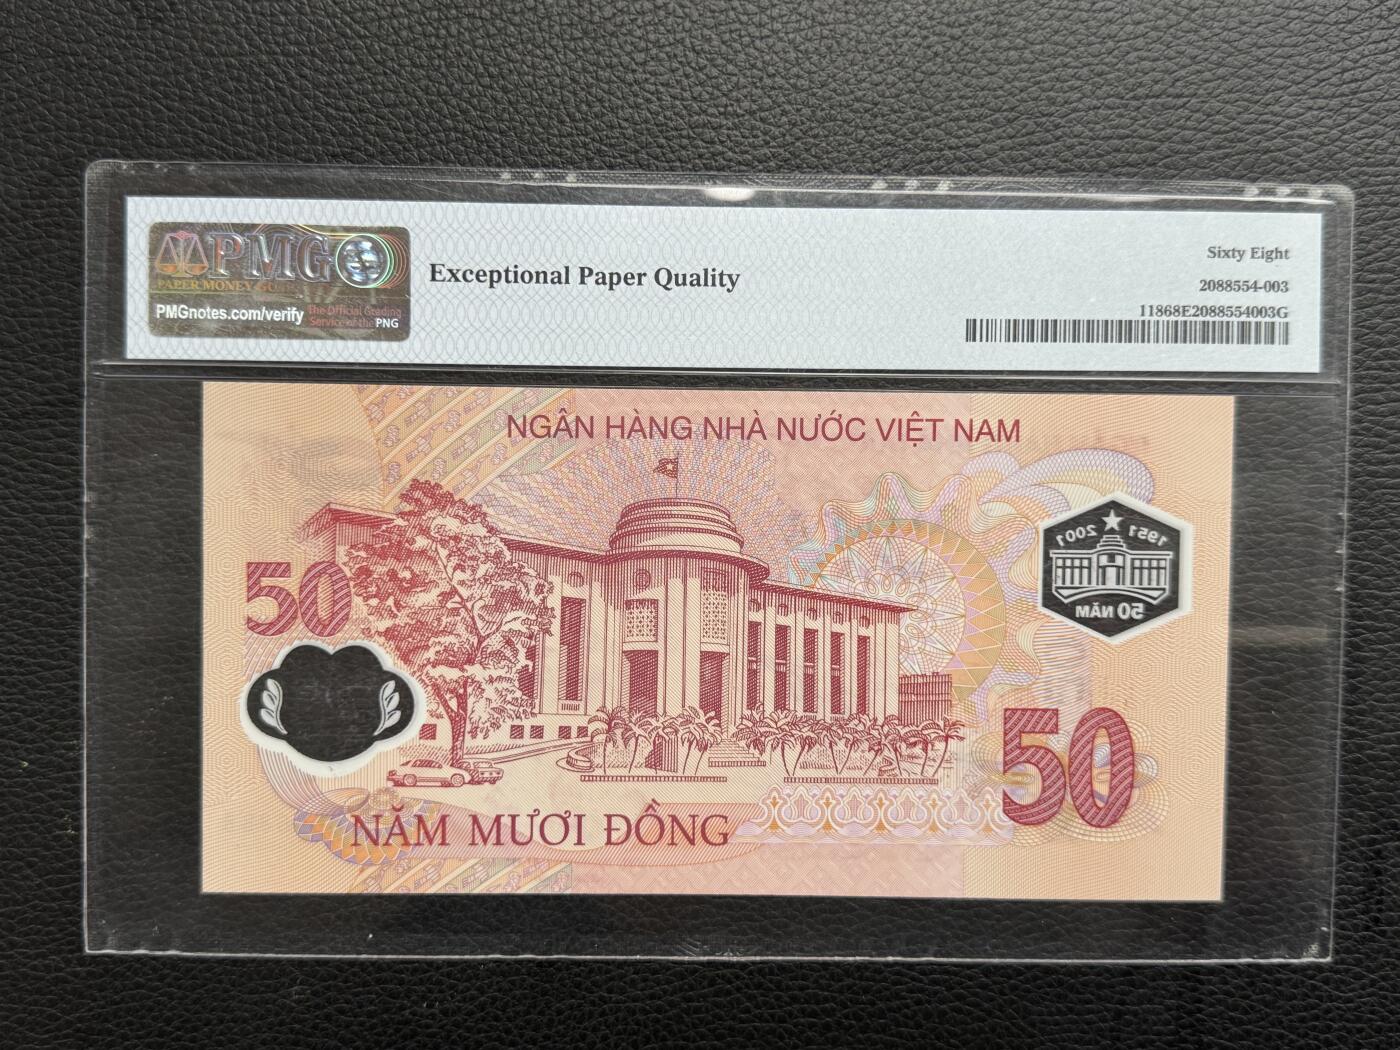 PMG
PAPER MONEY GU
PMGnotes.com/verify
The Official Grading
Service of the PNG
Exceptional Paper Quality
Sixty Eight
2088554-003
11868E2088554003G
NGÂN HÀNG NHÀ NƯỚC VIỆT NAM
1951 2001
50 NĂM
50
50
NĂM MƯƠI ĐỒNG